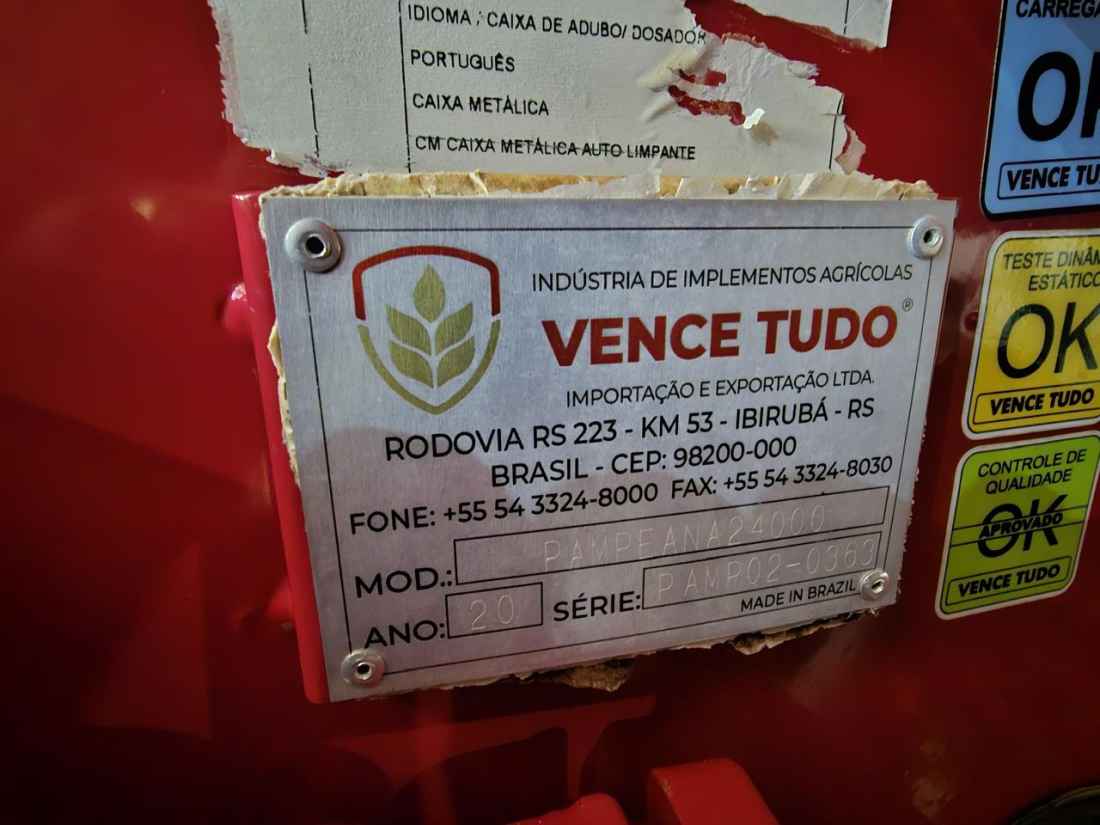 IDIOMA / CAIXA DE ADUBO/ DOSADOR
PORTUGUÊS
CAIXA METÁLICA
CM CAIXA METÁLICA AUTO LIMPANTE
INDÚSTRIA DE IMPLEMENTOS AGRÍCOLAS
VENCE TUDO®
IMPORTAÇÃO E EXPORTAÇÃO LTDA.
RODOVIA RS 223 - KM 53 - IBIRUBÁ - RS
BRASIL - CEP: 98200-000
FONE: +55 54 3324-8000 FAX: +55 54 3324-8030
MOD.: PAMPEANA24000
ANO: 20 SÉRIE: PAMP02-0363
MADE IN BRAZIL
CARREGA
OK
VENCE TU
TESTE DINÂM
ESTÁTICO
OK
VENCE TUDO
CONTROLE DE
QUALIDADE
OK
APROVADO
VENCE TUDO